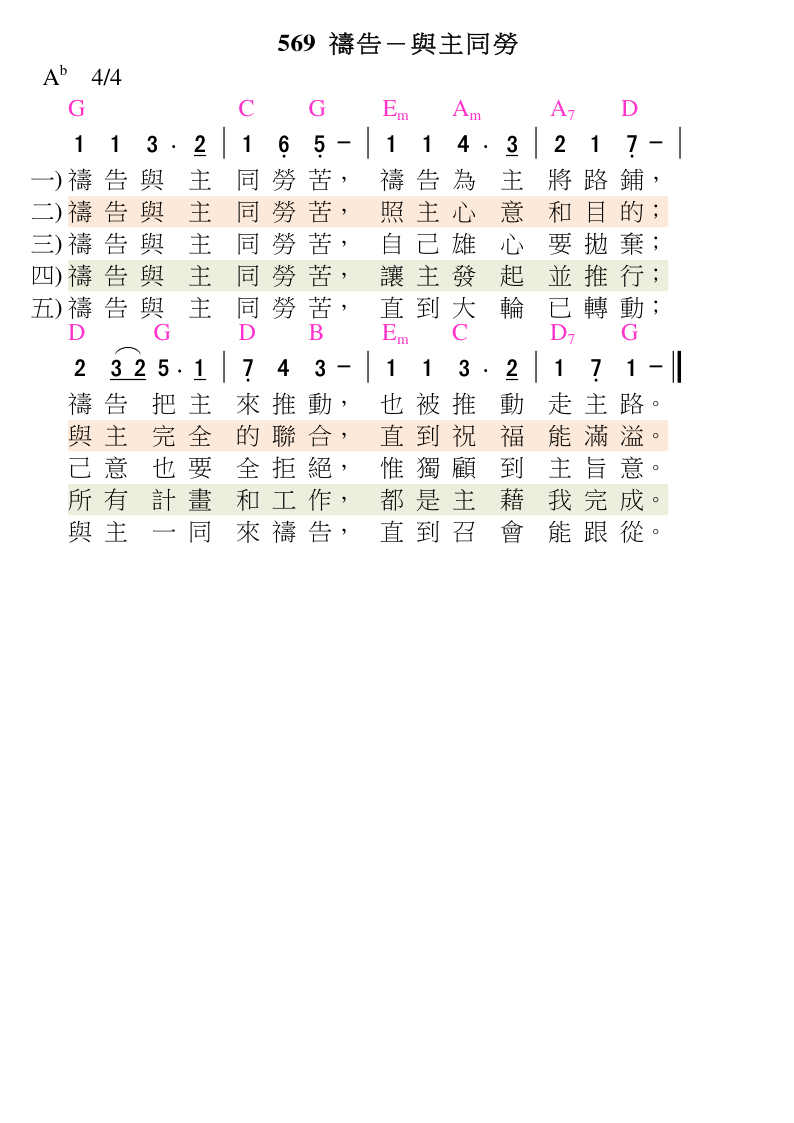 569 禱告－與主同勞
A♭ 4/4
G C G Em Am A7 D
1 1 3 . 2 | 1 6 5 － | 1 1 4 . 3 | 2 1 7 － |
一) 禱告與主同勞苦， 禱告為主將路鋪，
二) 禱告與主同勞苦， 照主心意和目的；
三) 禱告與主同勞苦， 自己雄心要拋棄；
四) 禱告與主同勞苦， 讓主發起並推行；
五) 禱告與主同勞苦， 直到大輪已轉動；
D G D B Em C D7 G
2 3 2 5 . 1 | 7 4 3 － | 1 1 3 . 2 | 1 7 1 － ‖
禱告把主來推動， 也被推動走主路。
與主完全的聯合， 直到祝福能滿溢。
己意也要全拒絕， 惟獨顧到主旨意。
所有計畫和工作， 都是主藉我完成。
與主一同來禱告， 直到召會能跟從。